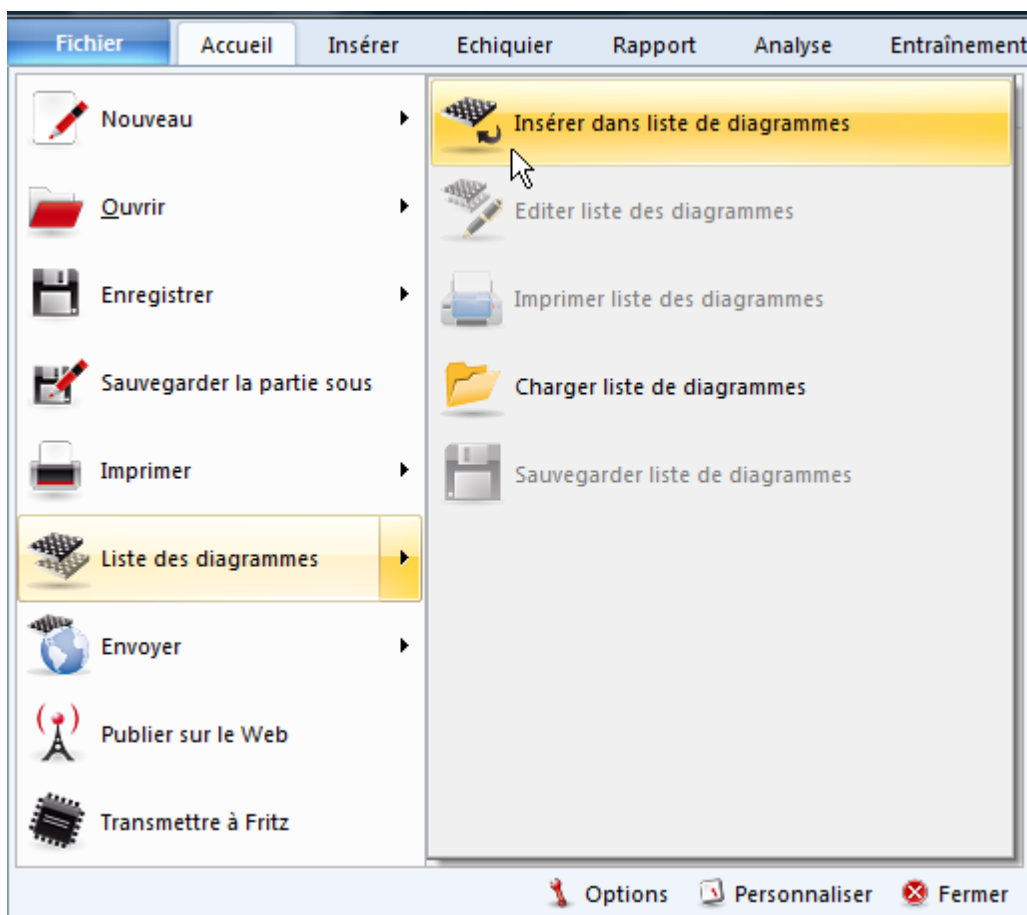 Fichier Accueil Insérer Echiquier Rapport Analyse Entraînement
Nouveau
Ouvrir
Enregistrer
Sauvegarder la partie sous
Imprimer
Liste des diagrammes
Envoyer
Publier sur le Web
Transmettre à Fritz
Insérer dans liste de diagrammes
Editer liste des diagrammes
Imprimer liste des diagrammes
Charger liste de diagrammes
Sauvegarder liste de diagrammes
Options Personnaliser Fermer